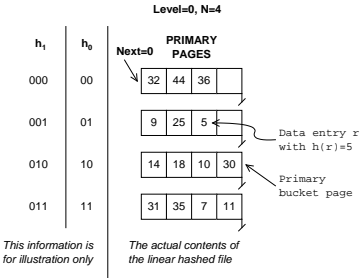 Level=0, N=4
h1 h0 Next=0 PRIMARY PAGES
000 00 32 44 36
001 01 9 25 5
Data entry r
with h(r)=5
010 10 14 18 10 30
Primary
bucket page
011 11 31 35 7 11
This information is
for illustration only
The actual contents of
the linear hashed file